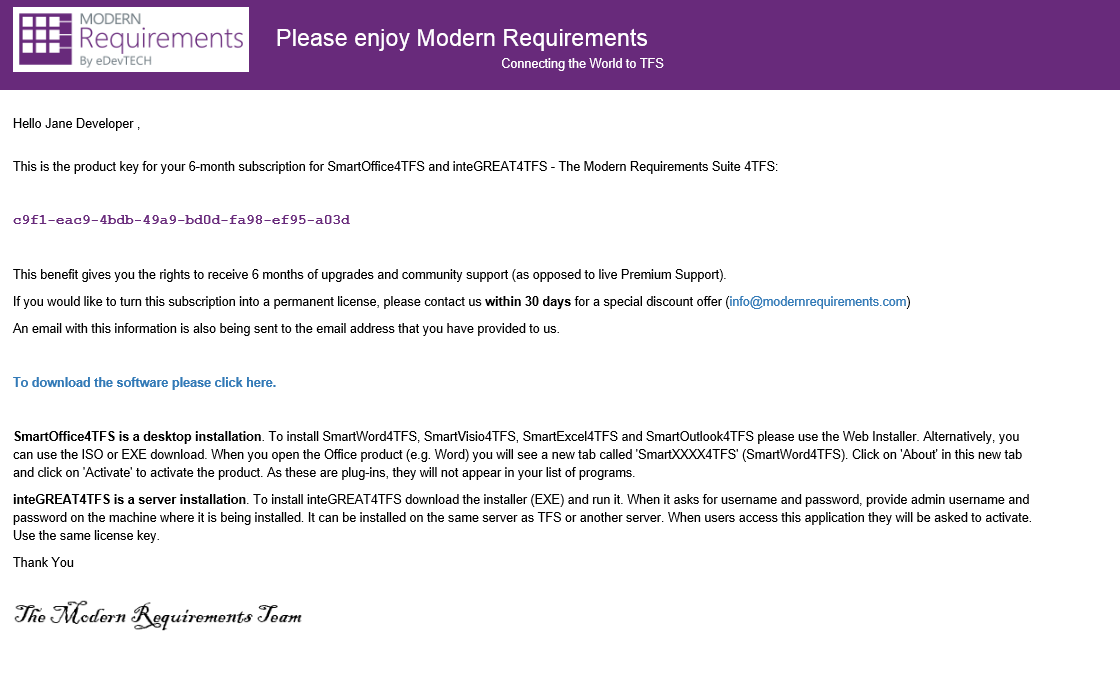 MODERN
Requirements
By eDevTECH
Please enjoy Modern Requirements
Connecting the World to TFS
Hello Jane Developer ,
This is the product key for your 6-month subscription for SmartOffice4TFS and inteGREAT4TFS - The Modern Requirements Suite 4TFS:
c9f1-eac9-4bdb-49a9-bd0d-fa98-ef95-a03d
This benefit gives you the rights to receive 6 months of upgrades and community support (as opposed to live Premium Support).
If you would like to turn this subscription into a permanent license, please contact us within 30 days for a special discount offer (info@modernrequirements.com)
An email with this information is also being sent to the email address that you have provided to us.
To download the software please click here.
SmartOffice4TFS is a desktop installation. To install SmartWord4TFS, SmartVisio4TFS, SmartExcel4TFS and SmartOutlook4TFS please use the Web Installer. Alternatively, you
can use the ISO or EXE download. When you open the Office product (e.g. Word) you will see a new tab called 'SmartXXXX4TFS' (SmartWord4TFS). Click on 'About' in this new tab
and click on 'Activate' to activate the product. As these are plug-ins, they will not appear in your list of programs.
inteGREAT4TFS is a server installation. To install inteGREAT4TFS download the installer (EXE) and run it. When it asks for username and password, provide admin username and
password on the machine where it is being installed. It can be installed on the same server as TFS or another server. When users access this application they will be asked to activate.
Use the same license key.
Thank You
The Modern Requirements Team